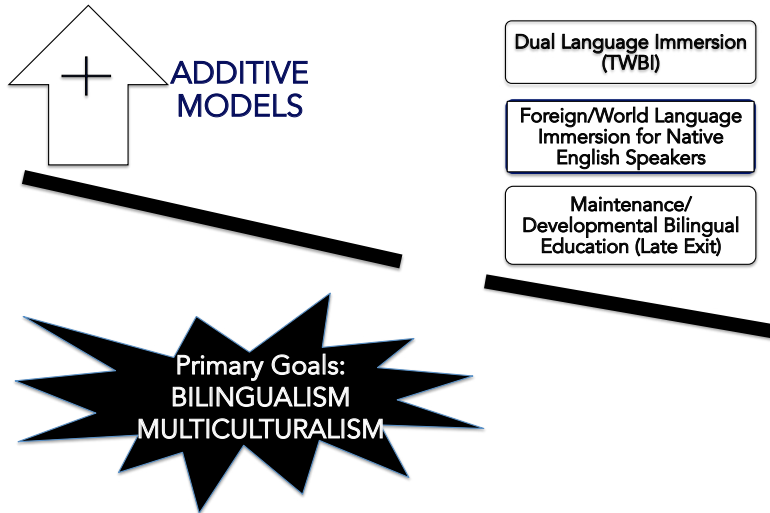 +
ADDITIVE
MODELS
Dual Language Immersion
(TWBI)
Foreign/World Language
Immersion for Native
English Speakers
Maintenance/
Developmental Bilingual
Education (Late Exit)
Primary Goals:
BILINGUALISM
MULTICULTURALISM